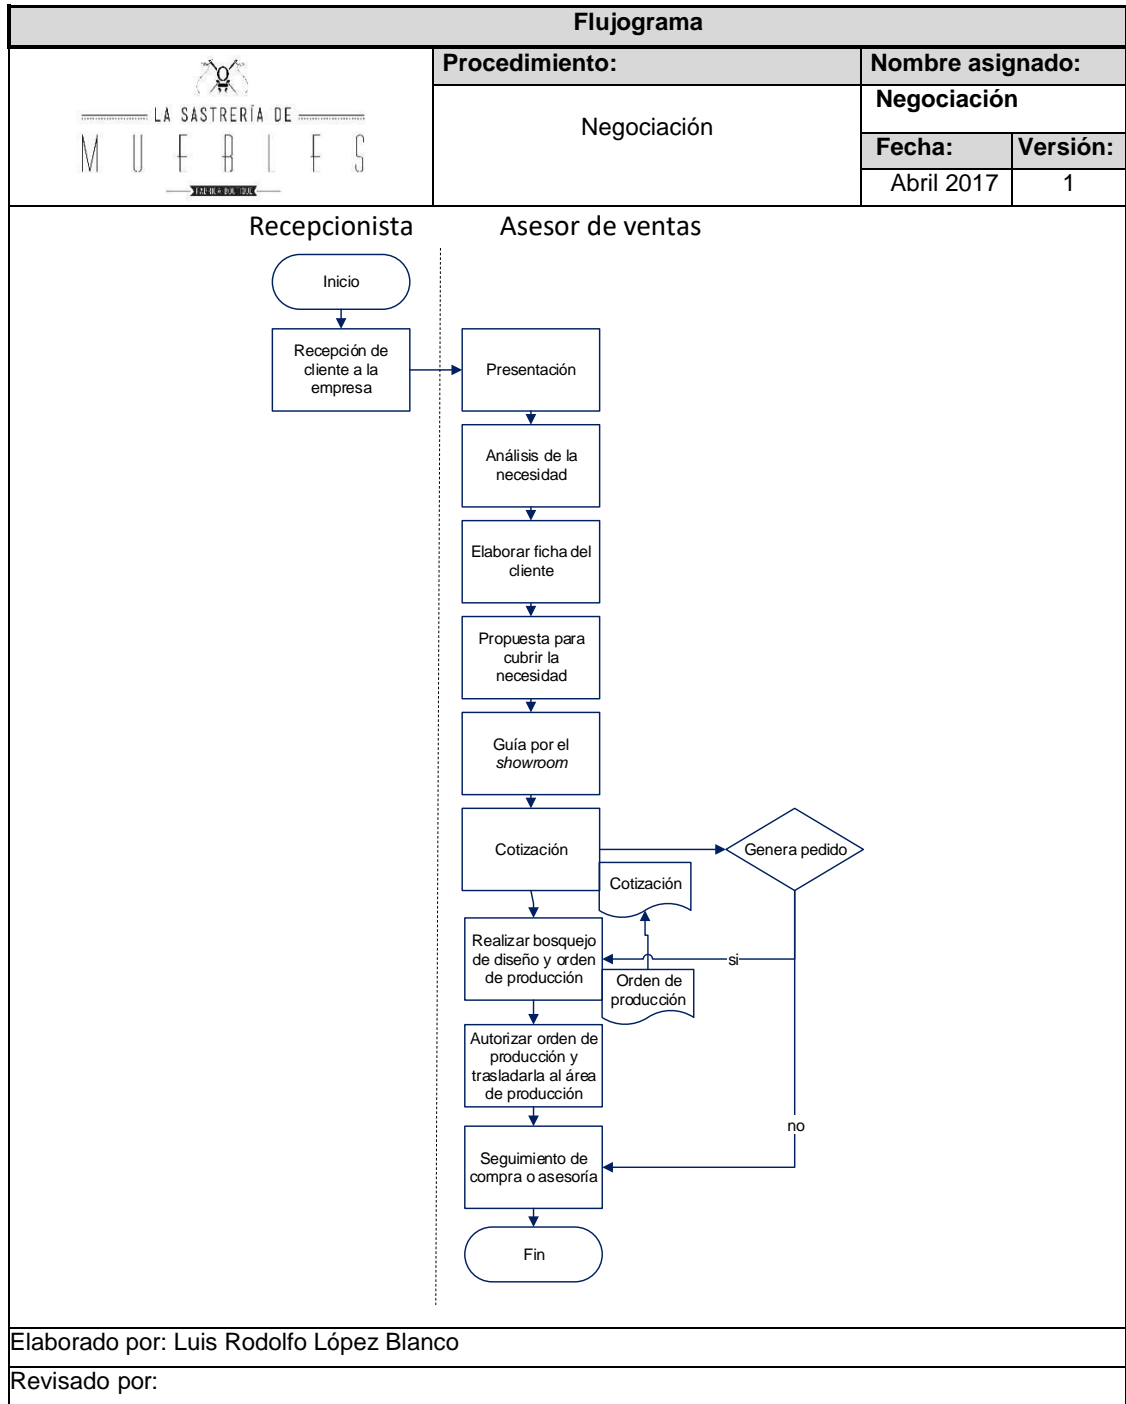 Flujograma
LA SASTRERÍA DE
MUEBLES
FABRICA BOUTIQUE
Procedimiento:
Negociación
Nombre asignado:
Negociación
Fecha:
Versión:
Abril 2017
1
Recepcionista
Asesor de ventas
Inicio
Recepción de
cliente a la
empresa
Presentación
Análisis de la
necesidad
Elaborar ficha del
cliente
Propuesta para
cubrir la
necesidad
Guía por el
showroom
Cotización
Genera pedido
Cotización
Realizar bosquejo
de diseño y orden
de producción
si
Orden de
producción
Autorizar orden de
producción y
trasladarla al área
de producción
no
Seguimiento de
compra o asesoría
Fin
Elaborado por: Luis Rodolfo López Blanco
Revisado por: